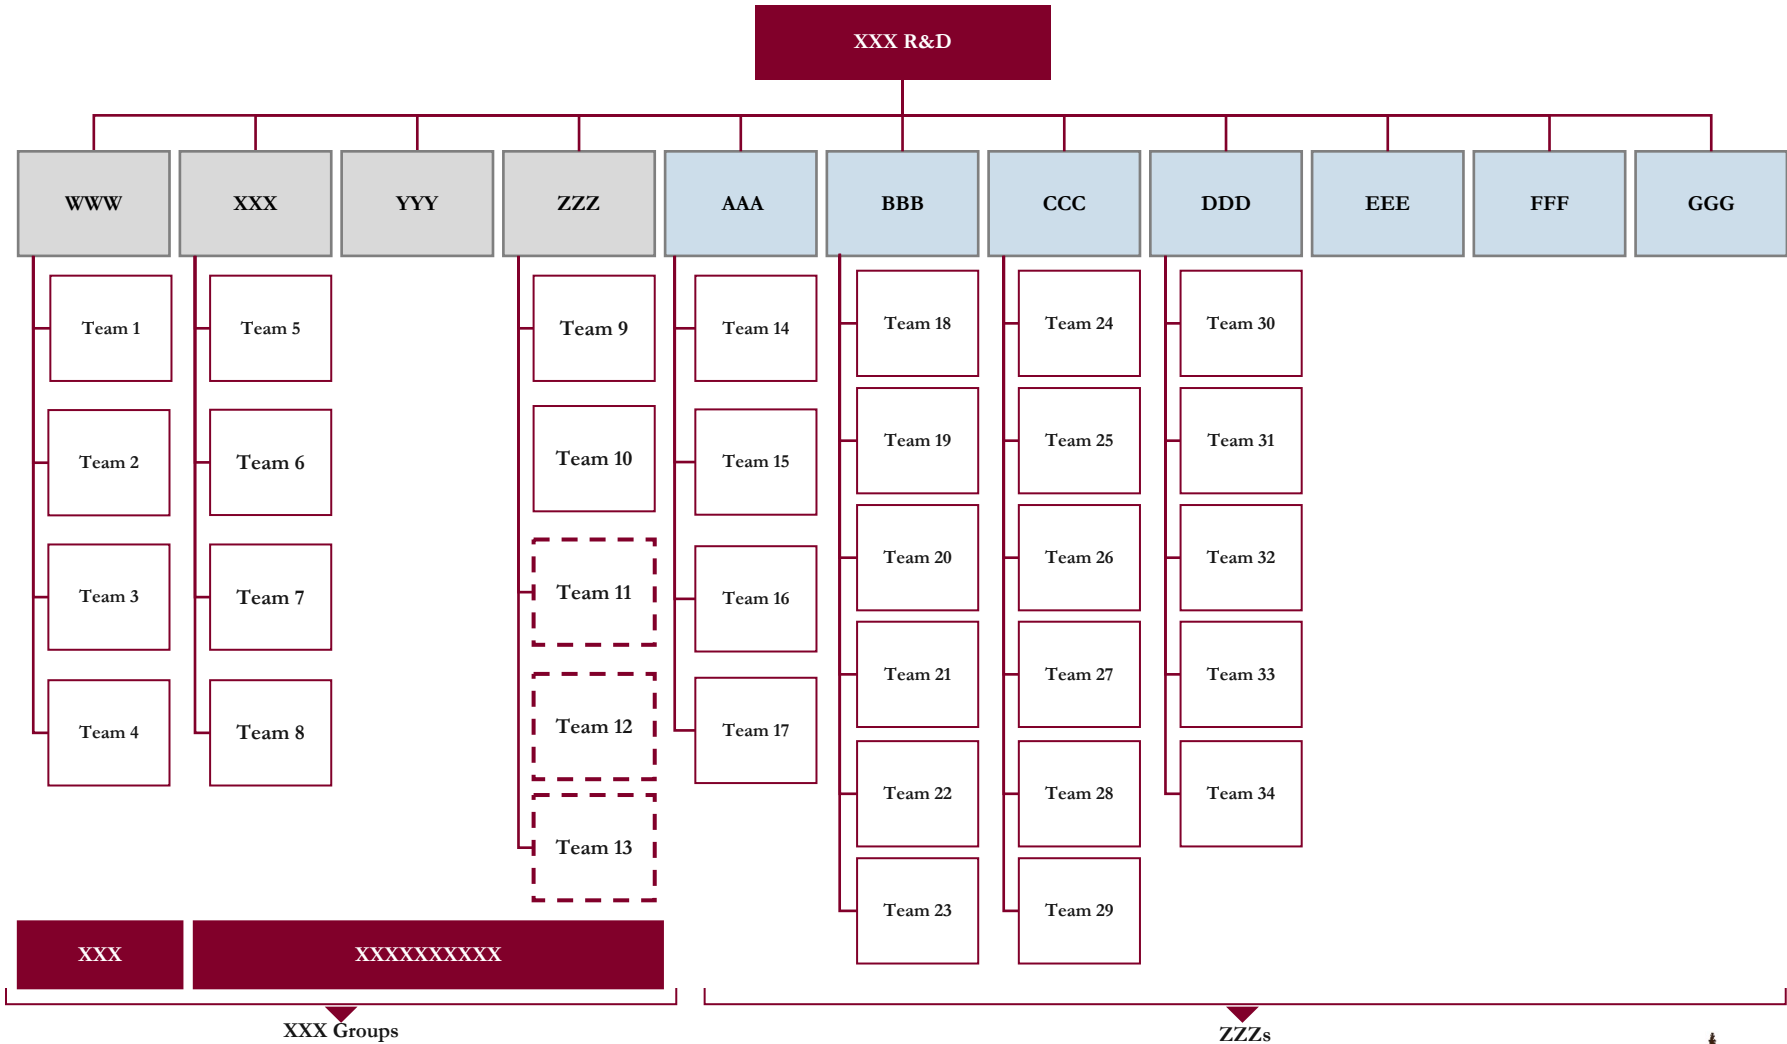 XXX R&D
WWW
XXX
YYY
ZZZ
AAA
BBB
CCC
DDD
EEE
FFF
GGG
Team 1
Team 2
Team 3
Team 4
Team 5
Team 6
Team 7
Team 8
Team 9
Team 10
Team 11
Team 12
Team 13
Team 14
Team 15
Team 16
Team 17
Team 18
Team 19
Team 20
Team 21
Team 22
Team 23
Team 24
Team 25
Team 26
Team 27
Team 28
Team 29
Team 30
Team 31
Team 32
Team 33
Team 34
XXX
XXXXXXXXXX
XXX Groups
ZZZs